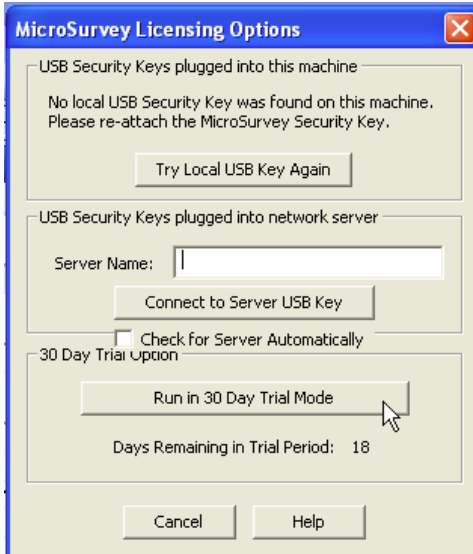 MicroSurvey Licensing Options
USB Security Keys plugged into this machine
No local USB Security Key was found on this machine.
Please re-attach the MicroSurvey Security Key.
Try Local USB Key Again
USB Security Keys plugged into network server
Server Name:
Connect to Server USB Key
Check for Server Automatically
30 Day Trial Option
Run in 30 Day Trial Mode
Days Remaining in Trial Period: 18
Cancel Help